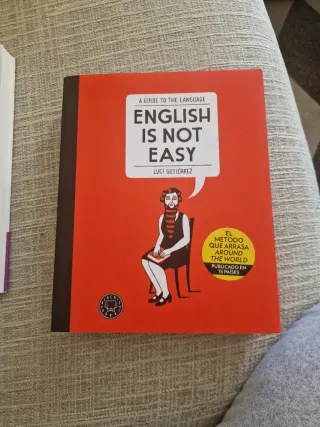 A GUIDE TO THE LANGUAGE
ENGLISH
IS NOT
EASY
LUCI GUTIÉRREZ
EL
MÉTODO
QUE ARRASA
AROUND
THE WORLD
PUBLICADO EN
15 PAÍSES